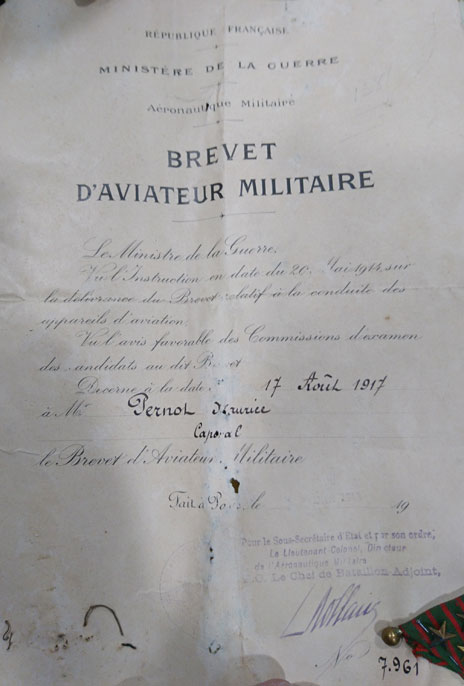 RÉPUBLIQUE FRANÇAISE
MINISTÈRE DE LA GUERRE
Aéronautique Militaire
BREVET
D'AVIATEUR MILITAIRE
Le Ministre de la Guerre,
Vu l'Instruction en date du 20 Mai 1914, sur
la délivrance du Brevet relatif à la conduite des
appareils d'aviation,
Vu l'avis favorable des Commissions d'examen
des candidats au dit Brevet
Décerne à la date 17 Août 1917
à Mr Pernot Maurice
Caporal
le Brevet d'Aviateur Militaire
Fait à Paris, le 19
Pour le Sous-Secrétaire d'Etat et par son ordre,
Le Lieutenant-Colonel, Directeur
de l'Aéronautique Militaire
P.O. Le Chef de Bataillon Adjoint,
No 7.961